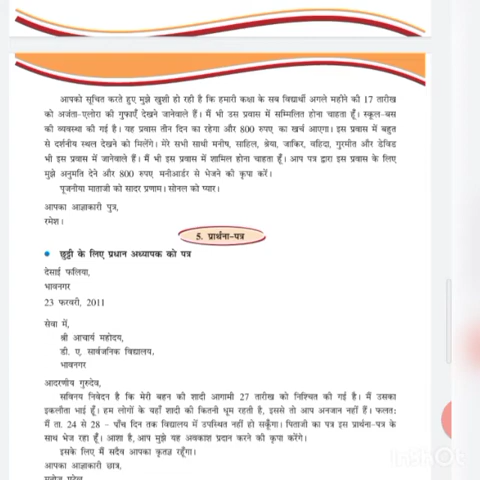 आपको सूचित करते हुए मुझे खुशी हो रही है कि हमारी कक्षा के सब विद्यार्थी अगले महीने की 17 तारीख
को अजंता-एलोरा की गुफाएँ देखने जानेवाले हैं। मैं भी उस प्रवास में सम्मिलित होना चाहता हूँ। स्कूल-बस
की व्यवस्था की गई है। यह प्रवास तीन दिन का रहेगा और 800 रुपए का खर्च आएगा। इस प्रवास में बहुत
से दर्शनीय स्थल देखने को मिलेंगे। मेरे सभी साथी मनोष, साहिल, श्रेया, जाकिर, वहिदा, गुरमीत और डेविड
भी इस प्रवास में जानेवाले हैं। मैं भी इस प्रवास में शामिल होना चाहता हूँ। आप पत्र द्वारा इस प्रवास के लिए
मुझे अनुमति देने और 800 रुपए मनीआर्डर से भेजने की कृपा करें।
पूजनीया माताजी को सादर प्रणाम। सोनल को प्यार।
आपका आज्ञाकारी पुत्र,
रमेश।
5. प्रार्थना-पत्र
• छुट्टी के लिए प्रधान अध्यापक को पत्र
देसाई फलिया,
भावनगर
23 फरवरी, 2011
सेवा में,
श्री आचार्य महोदय,
डी. ए. सार्वजनिक विद्यालय,
भावनगर
आदरणीय गुरुदेव,
सविनय निवेदन है कि मेरी बहन की शादी आगामी 27 तारीख को निश्चित की गई है। मैं उसका
इकलौता भाई हूँ। हम लोगों के यहाँ शादी की कितनी धूम रहती है, इससे तो आप अनजान नहीं हैं। फलत:
मैं ता. 24 से 28 – पाँच दिन तक विद्यालय में उपस्थित नहीं हो सकूँगा। पिताजी का पत्र इस प्रार्थना-पत्र के
साथ भेज रहा हूँ। आशा है, आप मुझे यह अवकाश प्रदान करने की कृपा करेंगे।
इसके लिए मैं सदैव आपका कृतज्ञ रहूँगा।
आपका आज्ञाकारी छात्र,